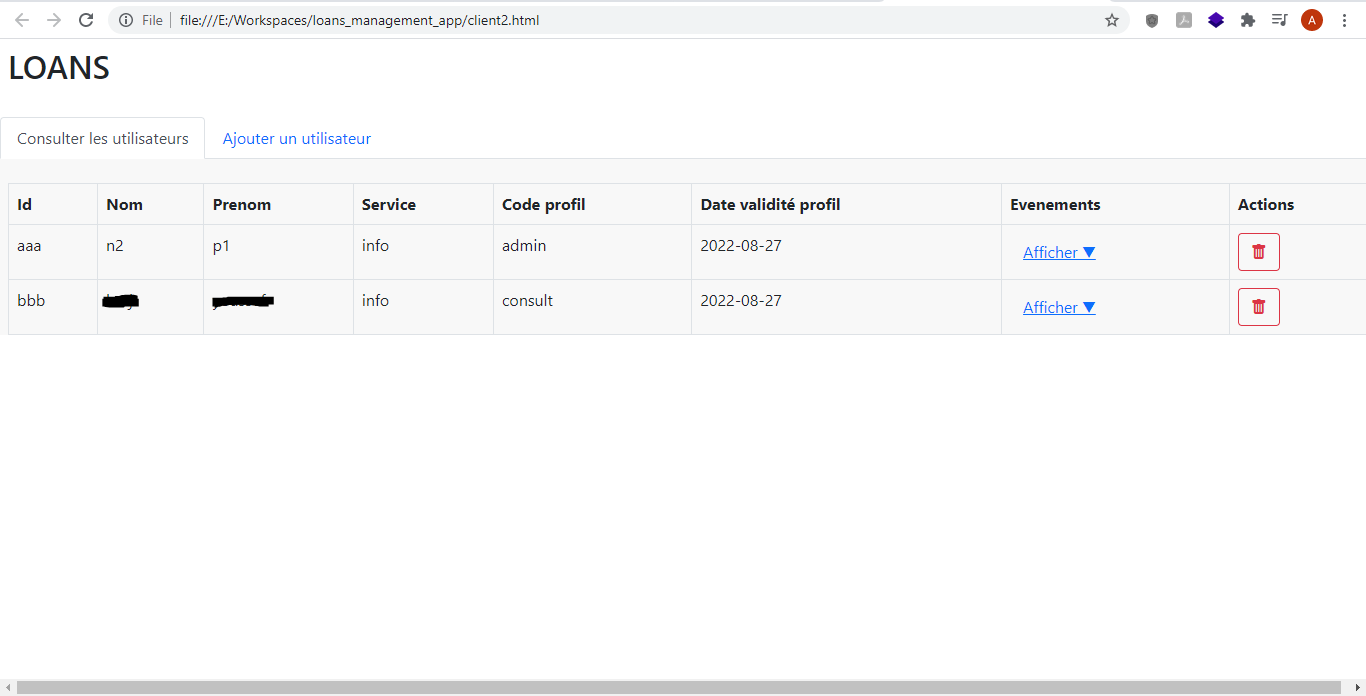 File file:///E:/Workspaces/loans_management_app/client2.html A
LOANS
Consulter les utilisateurs Ajouter un utilisateur
Id Nom Prenom Service Code profil Date validité profil Evenements Actions
aaa n2 p1 info admin 2022-08-27 Afficher ▼
bbb info consult 2022-08-27 Afficher ▼